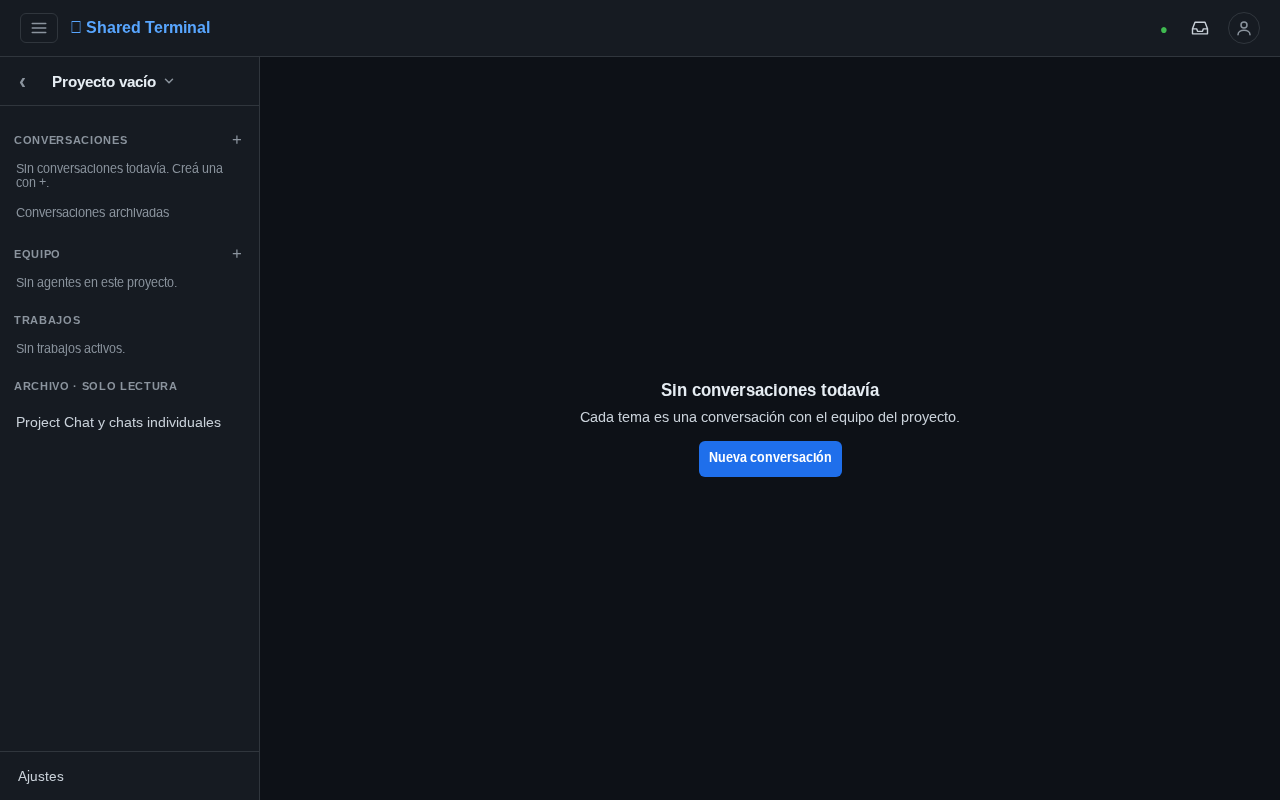 Shared Terminal
Proyecto vacío
CONVERSACIONES
Sin conversaciones todavía. Creá una
con +.
Conversaciones archivadas
EQUIPO
Sin agentes en este proyecto.
TRABAJOS
Sin trabajos activos.
ARCHIVO · SOLO LECTURA
Project Chat y chats individuales
Ajustes
Sin conversaciones todavía
Cada tema es una conversación con el equipo del proyecto.
Nueva conversación